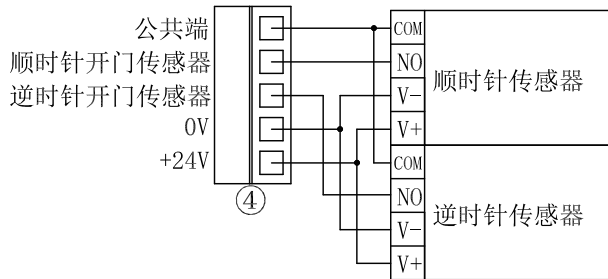 公共端
顺时针开门传感器
逆时针开门传感器
0V
+24V
④
COM
NO
V-
V+
顺时针传感器
COM
NO
V-
V+
逆时针传感器